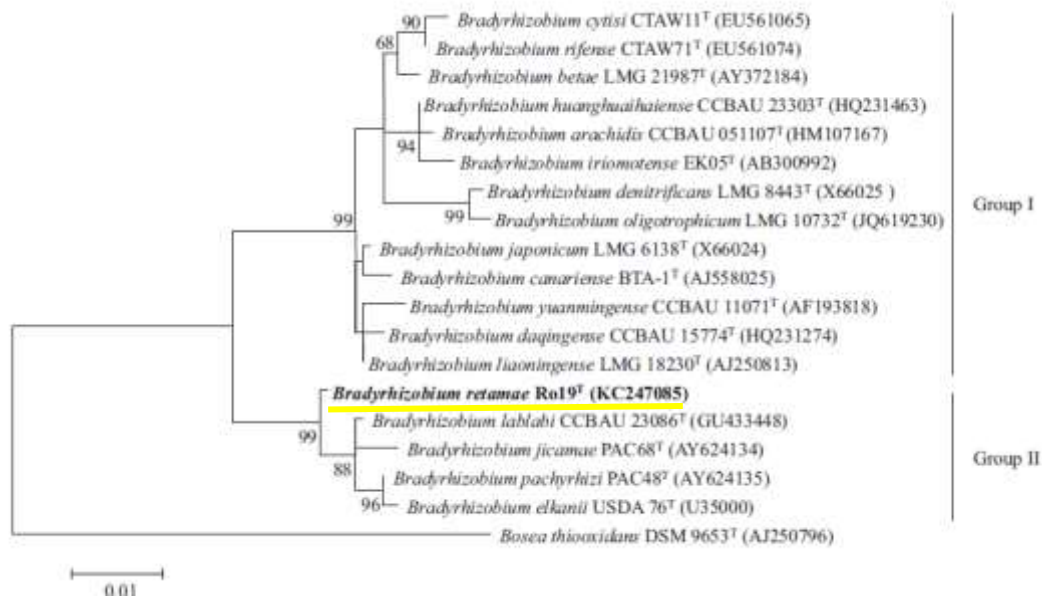 90
Bradyrhizobium cytisi CTAW11ᵀ (EU561065)
68
Bradyrhizobium rifense CTAW71ᵀ (EU561074)
Bradyrhizobium betae LMG 21987ᵀ (AY372184)
Bradyrhizobium huanghuaihaiense CCBAU 23303ᵀ (HQ231463)
Bradyrhizobium arachidis CCBAU 051107ᵀ (HM107167)
94
Bradyrhizobium iriomotense EK05ᵀ (AB300992)
Bradyrhizobium denitrificans LMG 8443ᵀ (X66025 )
Group I
99
Bradyrhizobium oligotrophicum LMG 10732ᵀ (JQ619230)
99
Bradyrhizobium japonicum LMG 6138ᵀ (X66024)
Bradyrhizobium canariense BTA-1ᵀ (AJ558025)
Bradyrhizobium yuanmingense CCBAU 11071ᵀ (AF193818)
Bradyrhizobium daqingense CCBAU 15774ᵀ (HQ231274)
Bradyrhizobium liaoningense LMG 18230ᵀ (AJ250813)
Bradyrhizobium retamae Ro19ᵀ (KC247085)
99
Bradyrhizobium lablabi CCBAU 23086ᵀ (GU433448)
Bradyrhizobium jicamae PAC68ᵀ (AY624134)
Group II
88
Bradyrhizobium pachyrhizi PAC48ᵀ (AY624135)
96
Bradyrhizobium elkanii USDA 76ᵀ (U35000)
Bosea thiooxidans DSM 9653ᵀ (AJ250796)
0.01